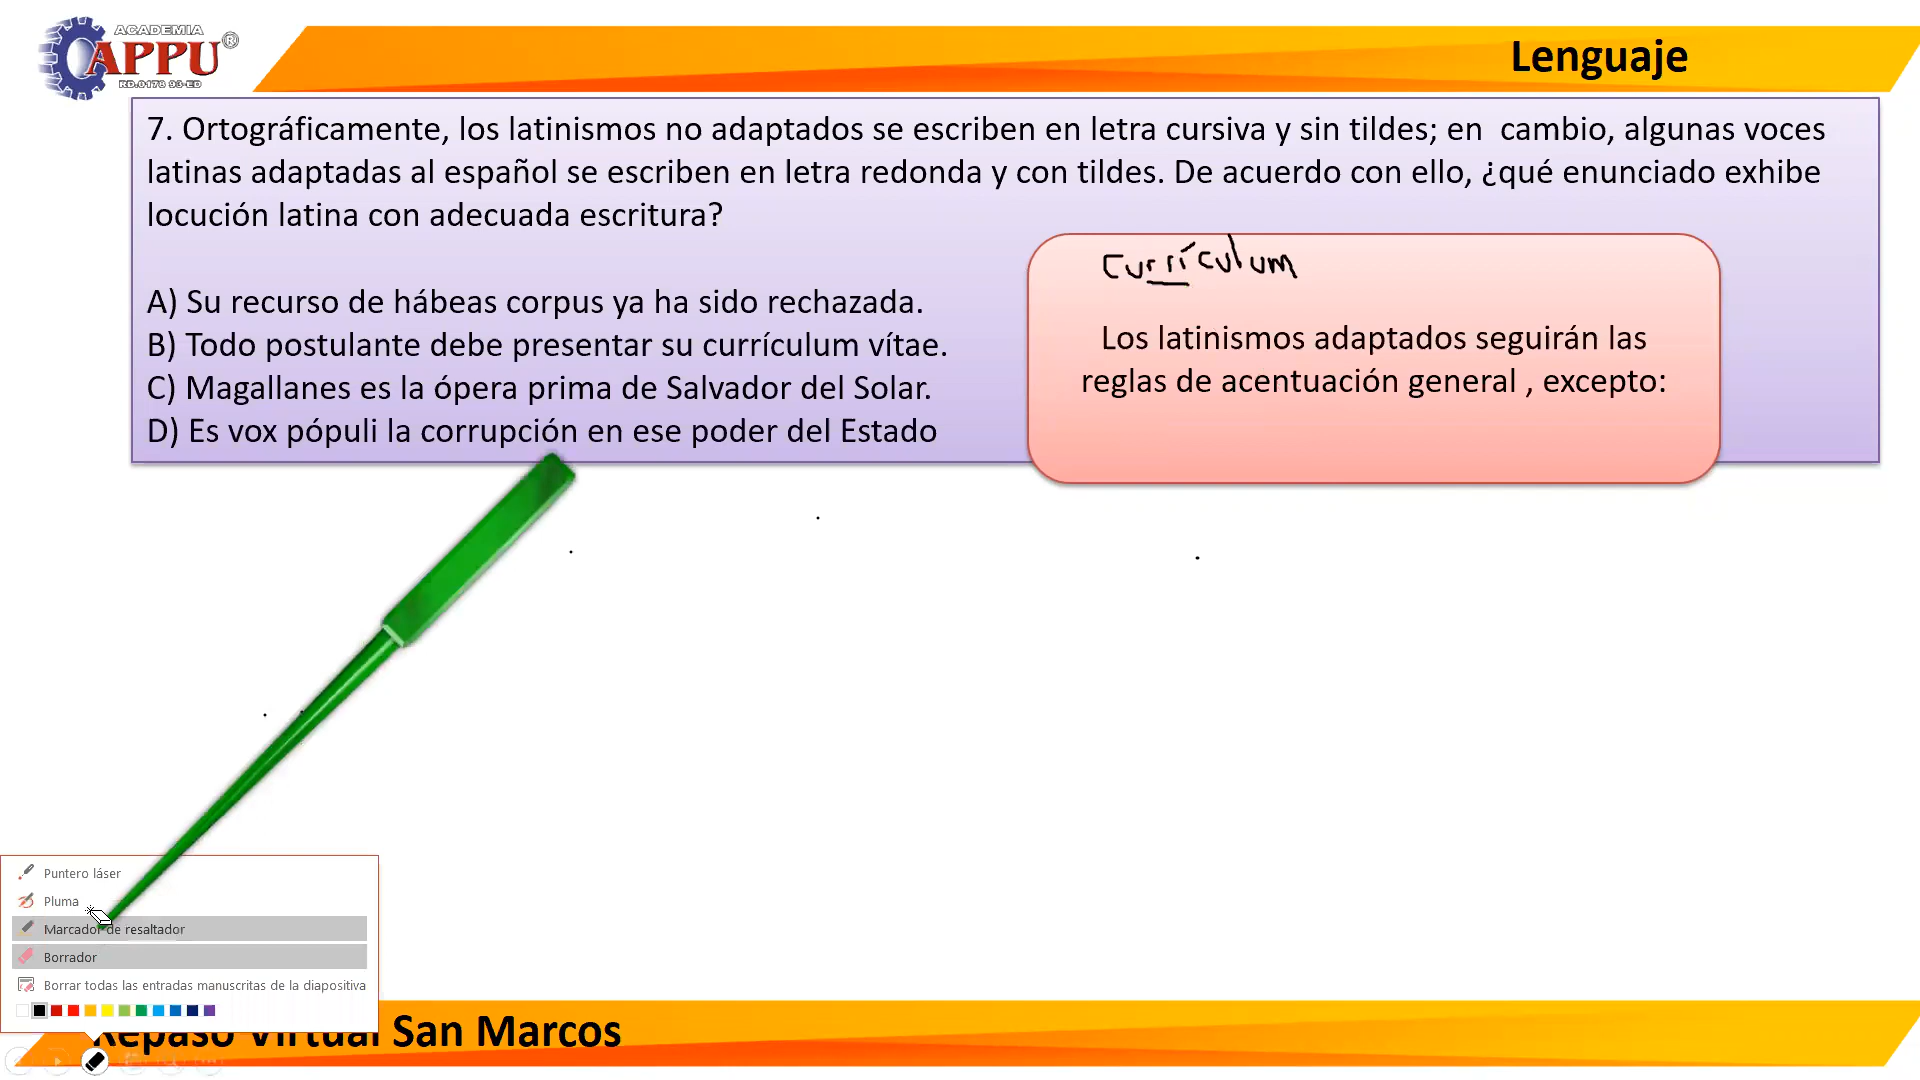 ACADEMIA
APPU®
RD.0178 93-ED
Lenguaje
7. Ortográficamente, los latinismos no adaptados se escriben en letra cursiva y sin tildes; en cambio, algunas voces
latinas adaptadas al español se escriben en letra redonda y con tildes. De acuerdo con ello, ¿qué enunciado exhibe
locución latina con adecuada escritura?
A) Su recurso de hábeas corpus ya ha sido rechazada.
B) Todo postulante debe presentar su currículum vítae.
C) Magallanes es la ópera prima de Salvador del Solar.
D) Es vox pópuli la corrupción en ese poder del Estado
currículum
Los latinismos adaptados seguirán las
reglas de acentuación general , excepto:
Puntero láser
Pluma
Marcador de resaltador
Borrador
Borrar todas las entradas manuscritas de la diapositiva
Repaso Virtual San Marcos